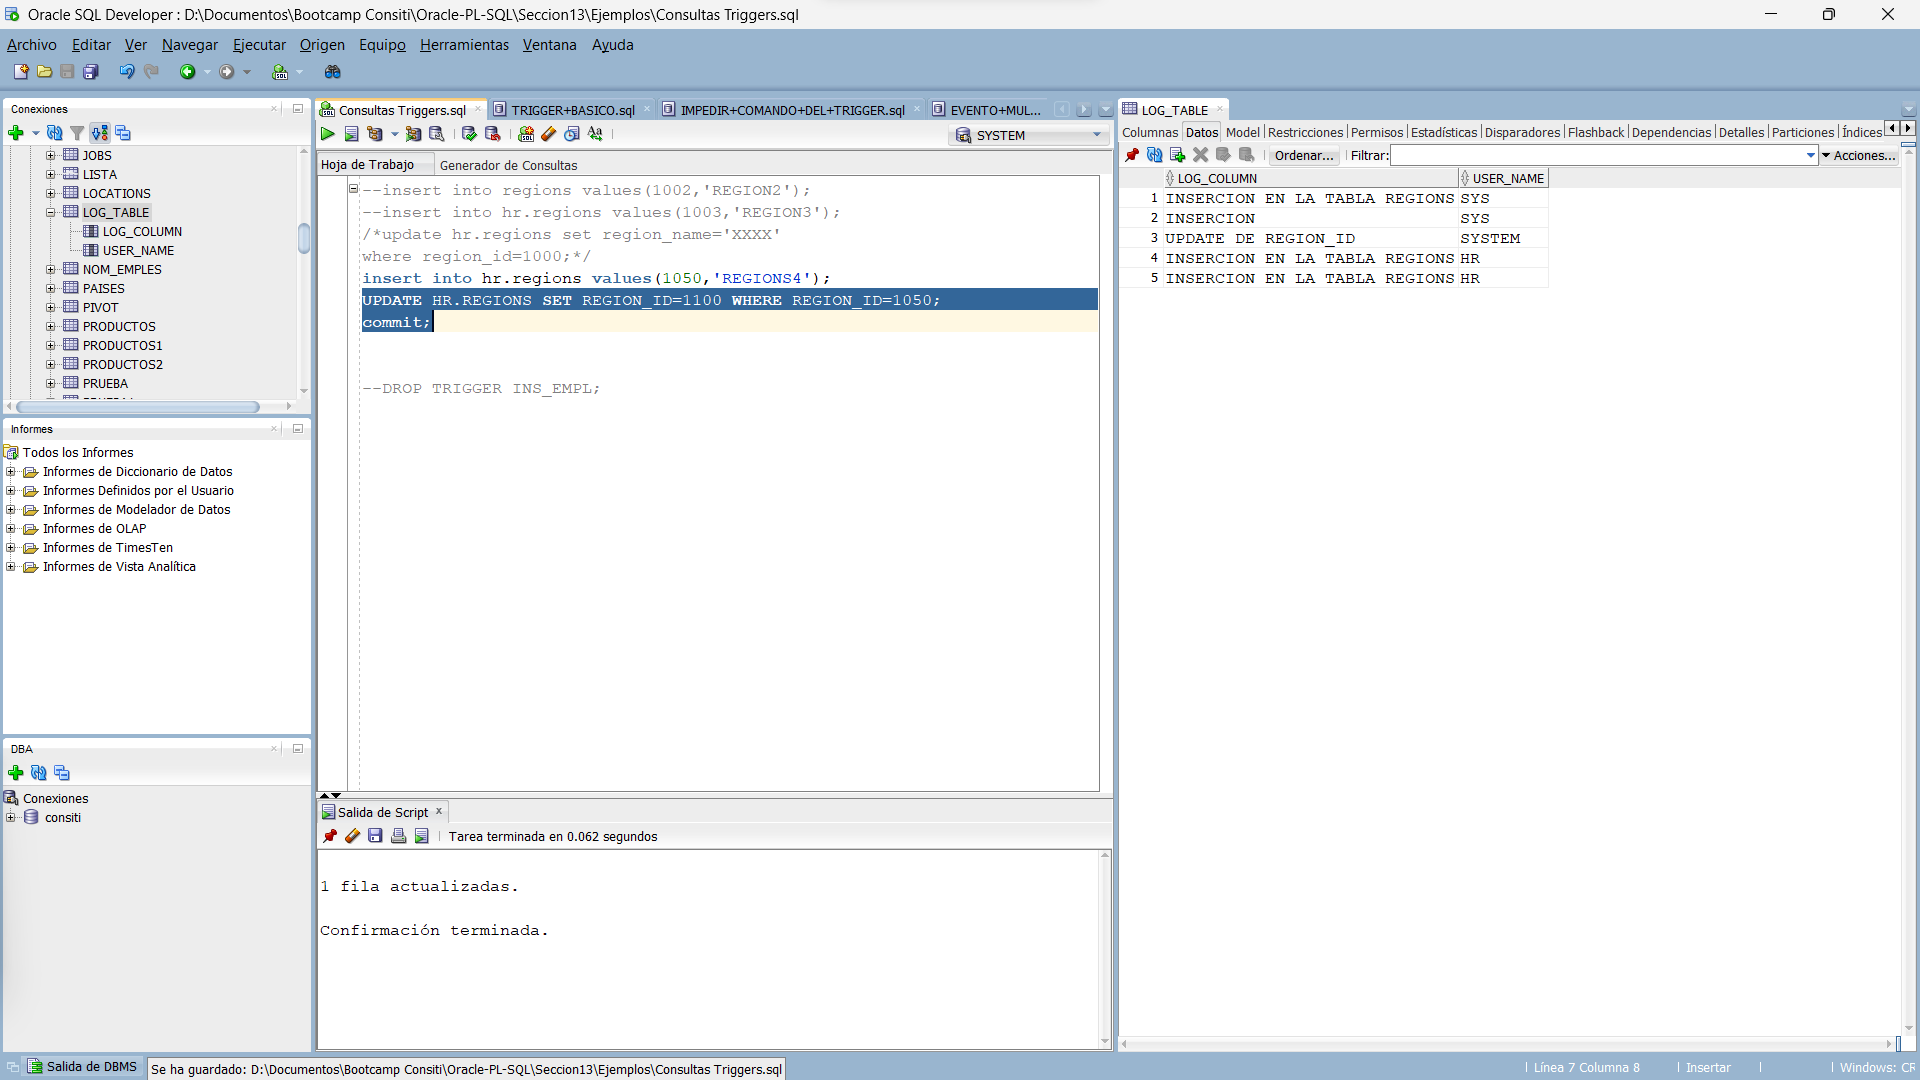 Oracle SQL Developer : D:\Documentos\Bootcamp Consiti\Oracle-PL-SQL\Seccion13\Ejemplos\Consultas Triggers.sql
Archivo Editar Ver Navegar Ejecutar Origen Equipo Herramientas Ventana Ayuda
Conexiones
JOBS
LISTA
LOCATIONS
LOG_TABLE
LOG_COLUMN
USER_NAME
NOM_EMPLES
PAISES
PIVOT
PRODUCTOS
PRODUCTOS1
PRODUCTOS2
PRUEBA
Informes
Todos los Informes
Informes de Diccionario de Datos
Informes Definidos por el Usuario
Informes de Modelador de Datos
Informes de OLAP
Informes de TimesTen
Informes de Vista Analítica
DBA
Conexiones
consiti
Consultas Triggers.sql TRIGGER+BASICO.sql IMPEDIR+COMANDO+DEL+TRIGGER.sql EVENTO+MUL...
SYSTEM
Hoja de Trabajo Generador de Consultas
--insert into regions values(1002,'REGION2');
--insert into hr.regions values(1003,'REGION3');
/*update hr.regions set region_name='XXXX'
where region_id=1000;*/
insert into hr.regions values(1050,'REGIONS4');
UPDATE HR.REGIONS SET REGION_ID=1100 WHERE REGION_ID=1050;
commit;
--DROP TRIGGER INS_EMPL;
Salida de Script
Tarea terminada en 0.062 segundos
1 fila actualizadas.
Confirmación terminada.
LOG_TABLE
Columnas Datos Model Restricciones Permisos Estadísticas Disparadores Flashback Dependencias Detalles Particiones Índices
Ordenar... Filtrar: Acciones...
LOG_COLUMN USER_NAME
1 INSERCION EN LA TABLA REGIONS SYS
2 INSERCION SYS
3 UPDATE DE REGION_ID SYSTEM
4 INSERCION EN LA TABLA REGIONS HR
5 INSERCION EN LA TABLA REGIONS HR
Salida de DBMS
Se ha guardado: D:\Documentos\Bootcamp Consiti\Oracle-PL-SQL\Seccion13\Ejemplos\Consultas Triggers.sql
Línea 7 Columna 8 Insertar Windows: CR